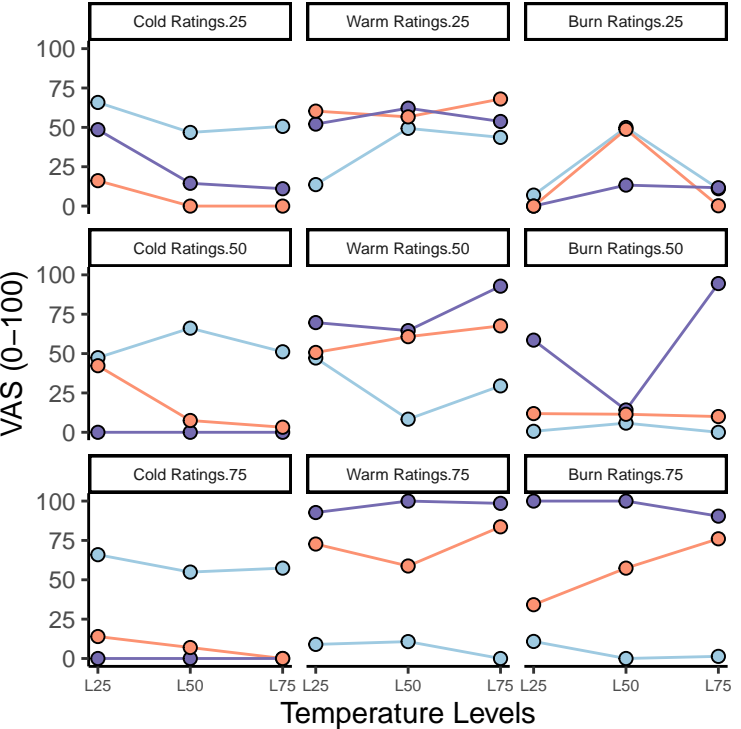 Cold Ratings.25 Warm Ratings.25 Burn Ratings.25
100
75
50
25
0
Cold Ratings.50 Warm Ratings.50 Burn Ratings.50
100
75
50
25
0
Cold Ratings.75 Warm Ratings.75 Burn Ratings.75
100
75
50
25
0
L25 L50 L75 L25 L50 L75 L25 L50 L75
Temperature Levels
VAS (0−100)